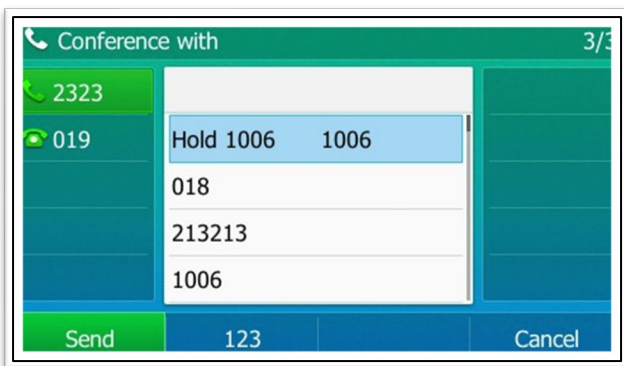 Conference with 3/3
2323
019
Hold 1006 1006
018
213213
1006
Send 123 Cancel